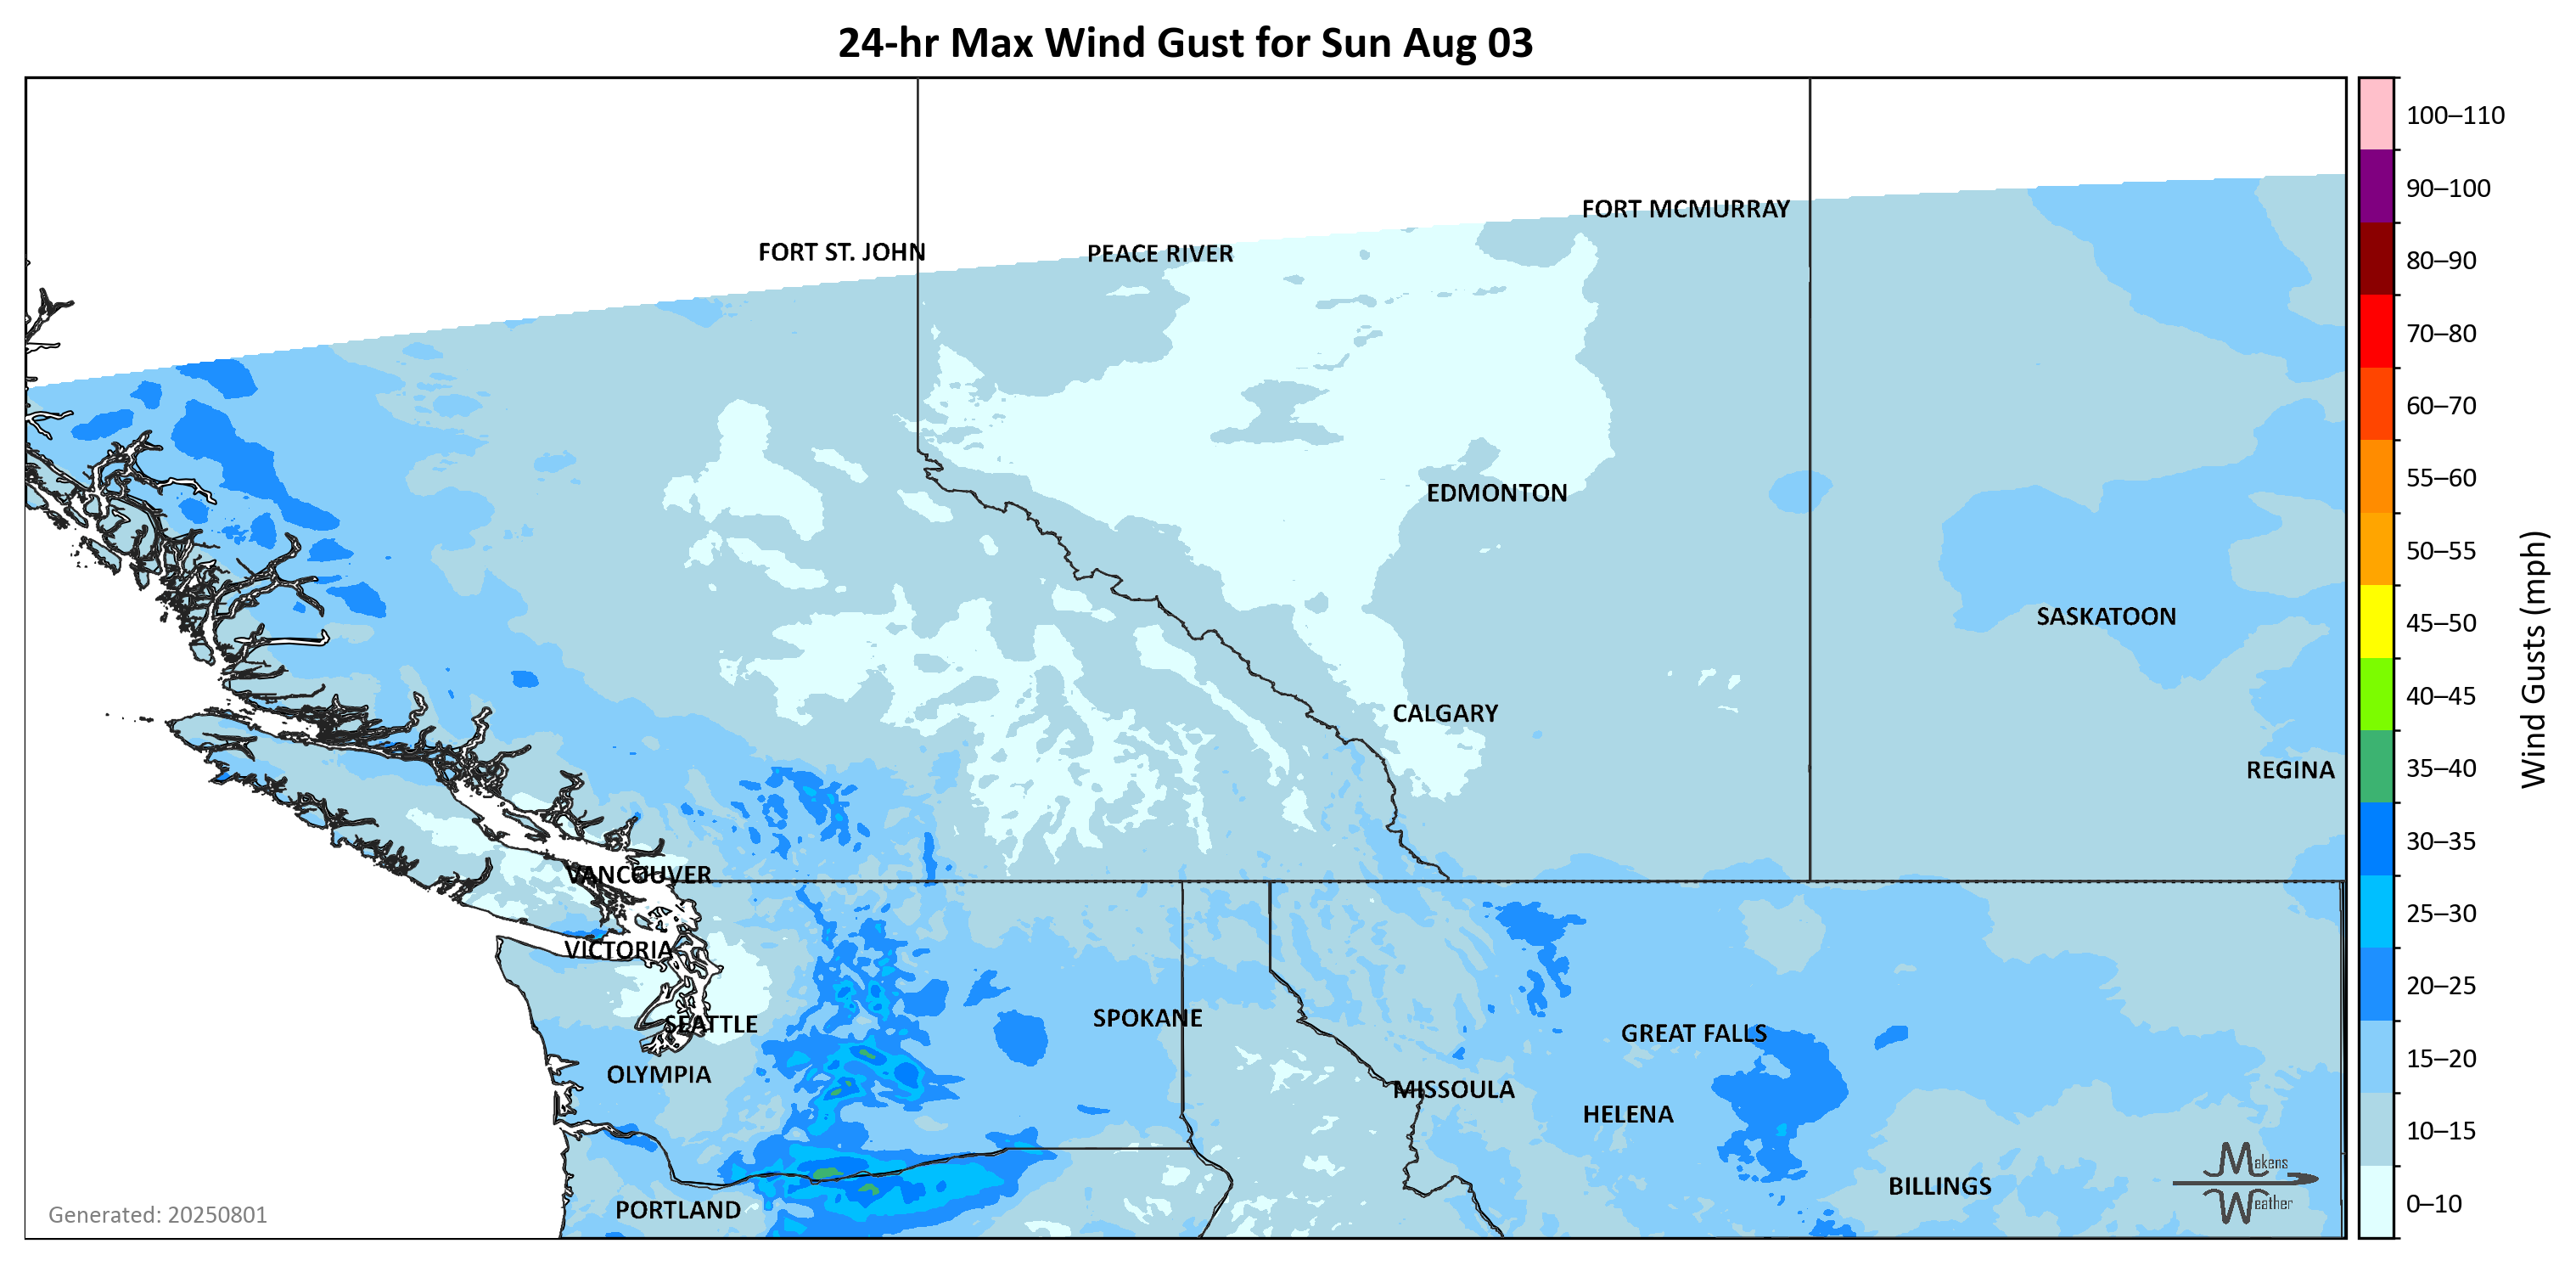 24-hr Max Wind Gust for Sun Aug 03
100–110
90–100
80–90
70–80
60–70
55–60
50–55
45–50
40–45
35–40
30–35
25–30
20–25
15–20
10–15
0–10
Wind Gusts (mph)
FORT MCMURRAY
FORT ST. JOHN
PEACE RIVER
EDMONTON
SASKATOON
CALGARY
REGINA
VANCOUVER
VICTORIA
SEATTLE
SPOKANE
GREAT FALLS
OLYMPIA
MISSOULA
HELENA
BILLINGS
PORTLAND
Makens
Weather
Generated: 20250801